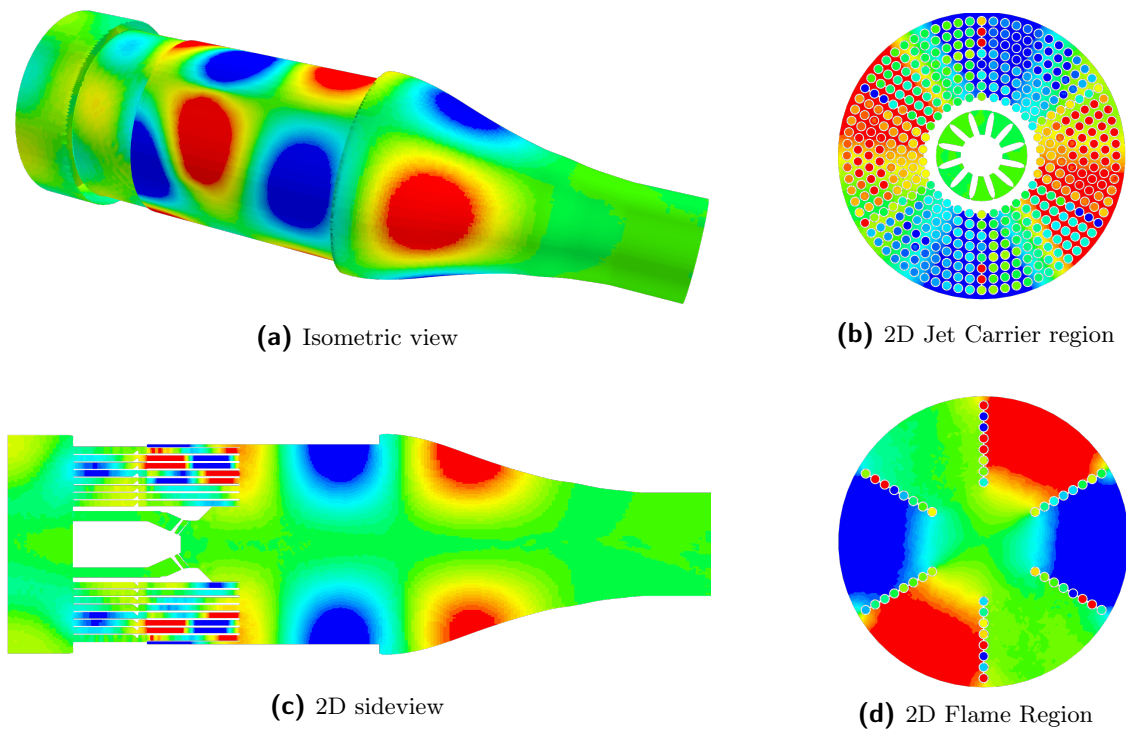 (a) Isometric view
(b) 2D Jet Carrier region
(c) 2D sideview
(d) 2D Flame Region